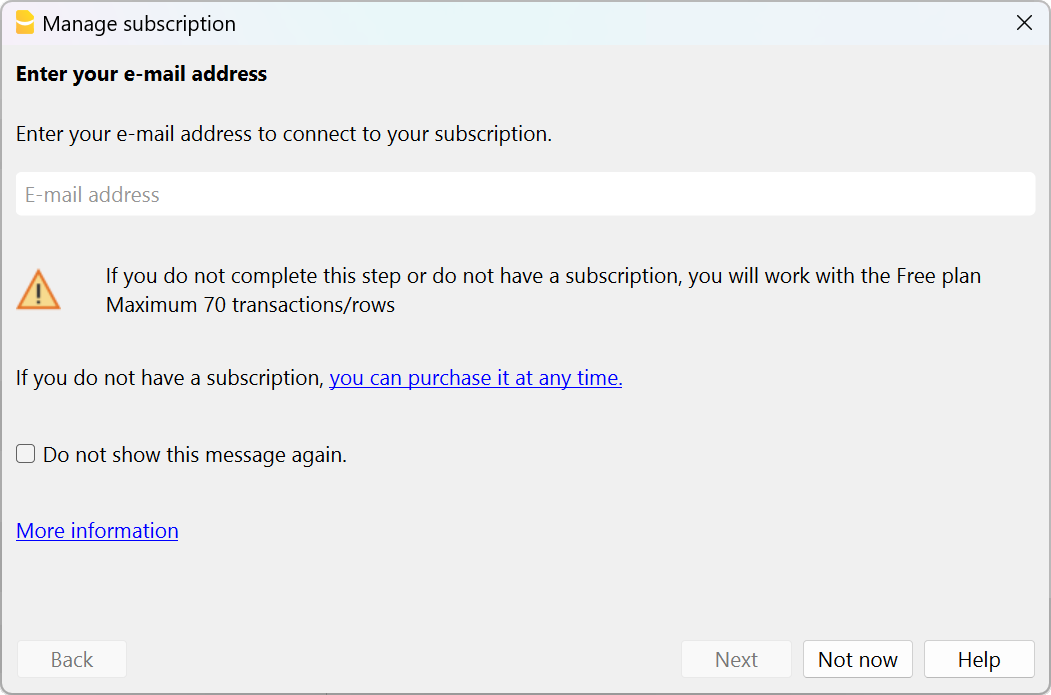 Manage subscription
Enter your e-mail address
Enter your e-mail address to connect to your subscription.
E-mail address
If you do not complete this step or do not have a subscription, you will work with the Free plan
Maximum 70 transactions/rows
If you do not have a subscription, you can purchase it at any time.
Do not show this message again.
More information
Back
Next
Not now
Help